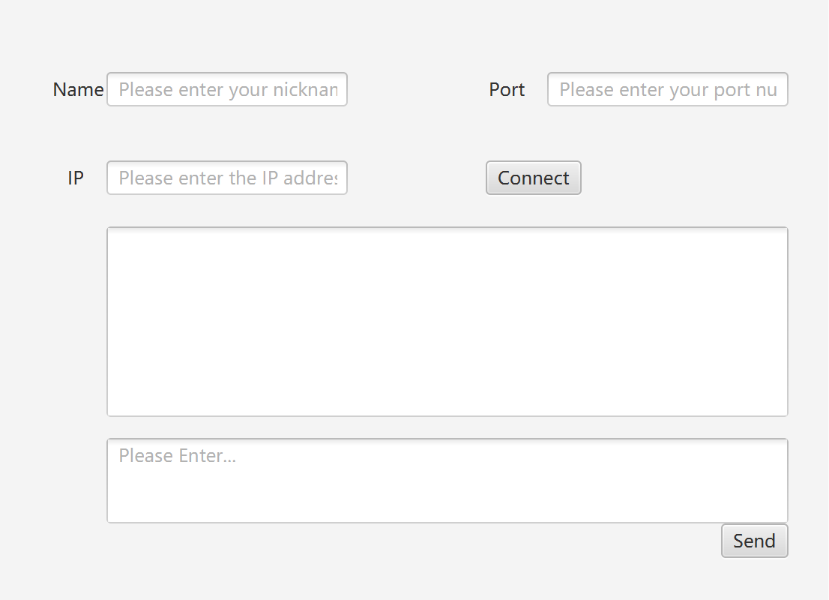 Name Please enter your nicknan Port Please enter your port nu
IP Please enter the IP addres Connect
Please Enter...
Send